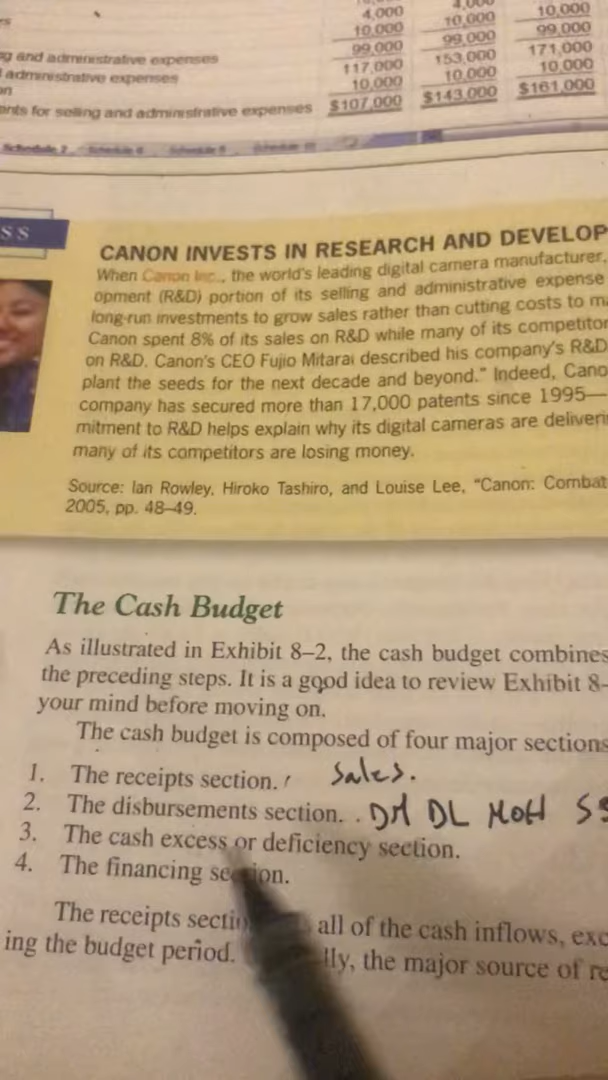 4,000 4,000 10,000
10,000 10,000 99,000
99,000 99,000 171,000
and administrative expenses 117,000 153,000 10,000
administrative expenses 10,000 10,000
for selling and administrative expenses $107,000 $143,000 $161,000
Schedule 2 Schedule Schedule Schedule
SS
CANON INVESTS IN RESEARCH AND DEVELOP
When Canon Inc., the world's leading digital camera manufacturer,
opment (R&D) portion of its selling and administrative expense
long-run investments to grow sales rather than cutting costs to m
Canon spent 8% of its sales on R&D while many of its competitor
on R&D. Canon's CEO Fujio Mitarai described his company's R&D
plant the seeds for the next decade and beyond." Indeed, Cano
company has secured more than 17,000 patents since 1995—
mitment to R&D helps explain why its digital cameras are deliveri
many of its competitors are losing money.
Source: Ian Rowley, Hiroko Tashiro, and Louise Lee, "Canon: Combat
2005, pp. 48–49.
The Cash Budget
As illustrated in Exhibit 8–2, the cash budget combines
the preceding steps. It is a good idea to review Exhibit 8–
your mind before moving on.
The cash budget is composed of four major sections
1. The receipts section. Sales.
2. The disbursements section. DM DL MOH S
3. The cash excess or deficiency section.
4. The financing section.
The receipts sectio all of the cash inflows, exc
ing the budget period. lly, the major source of re